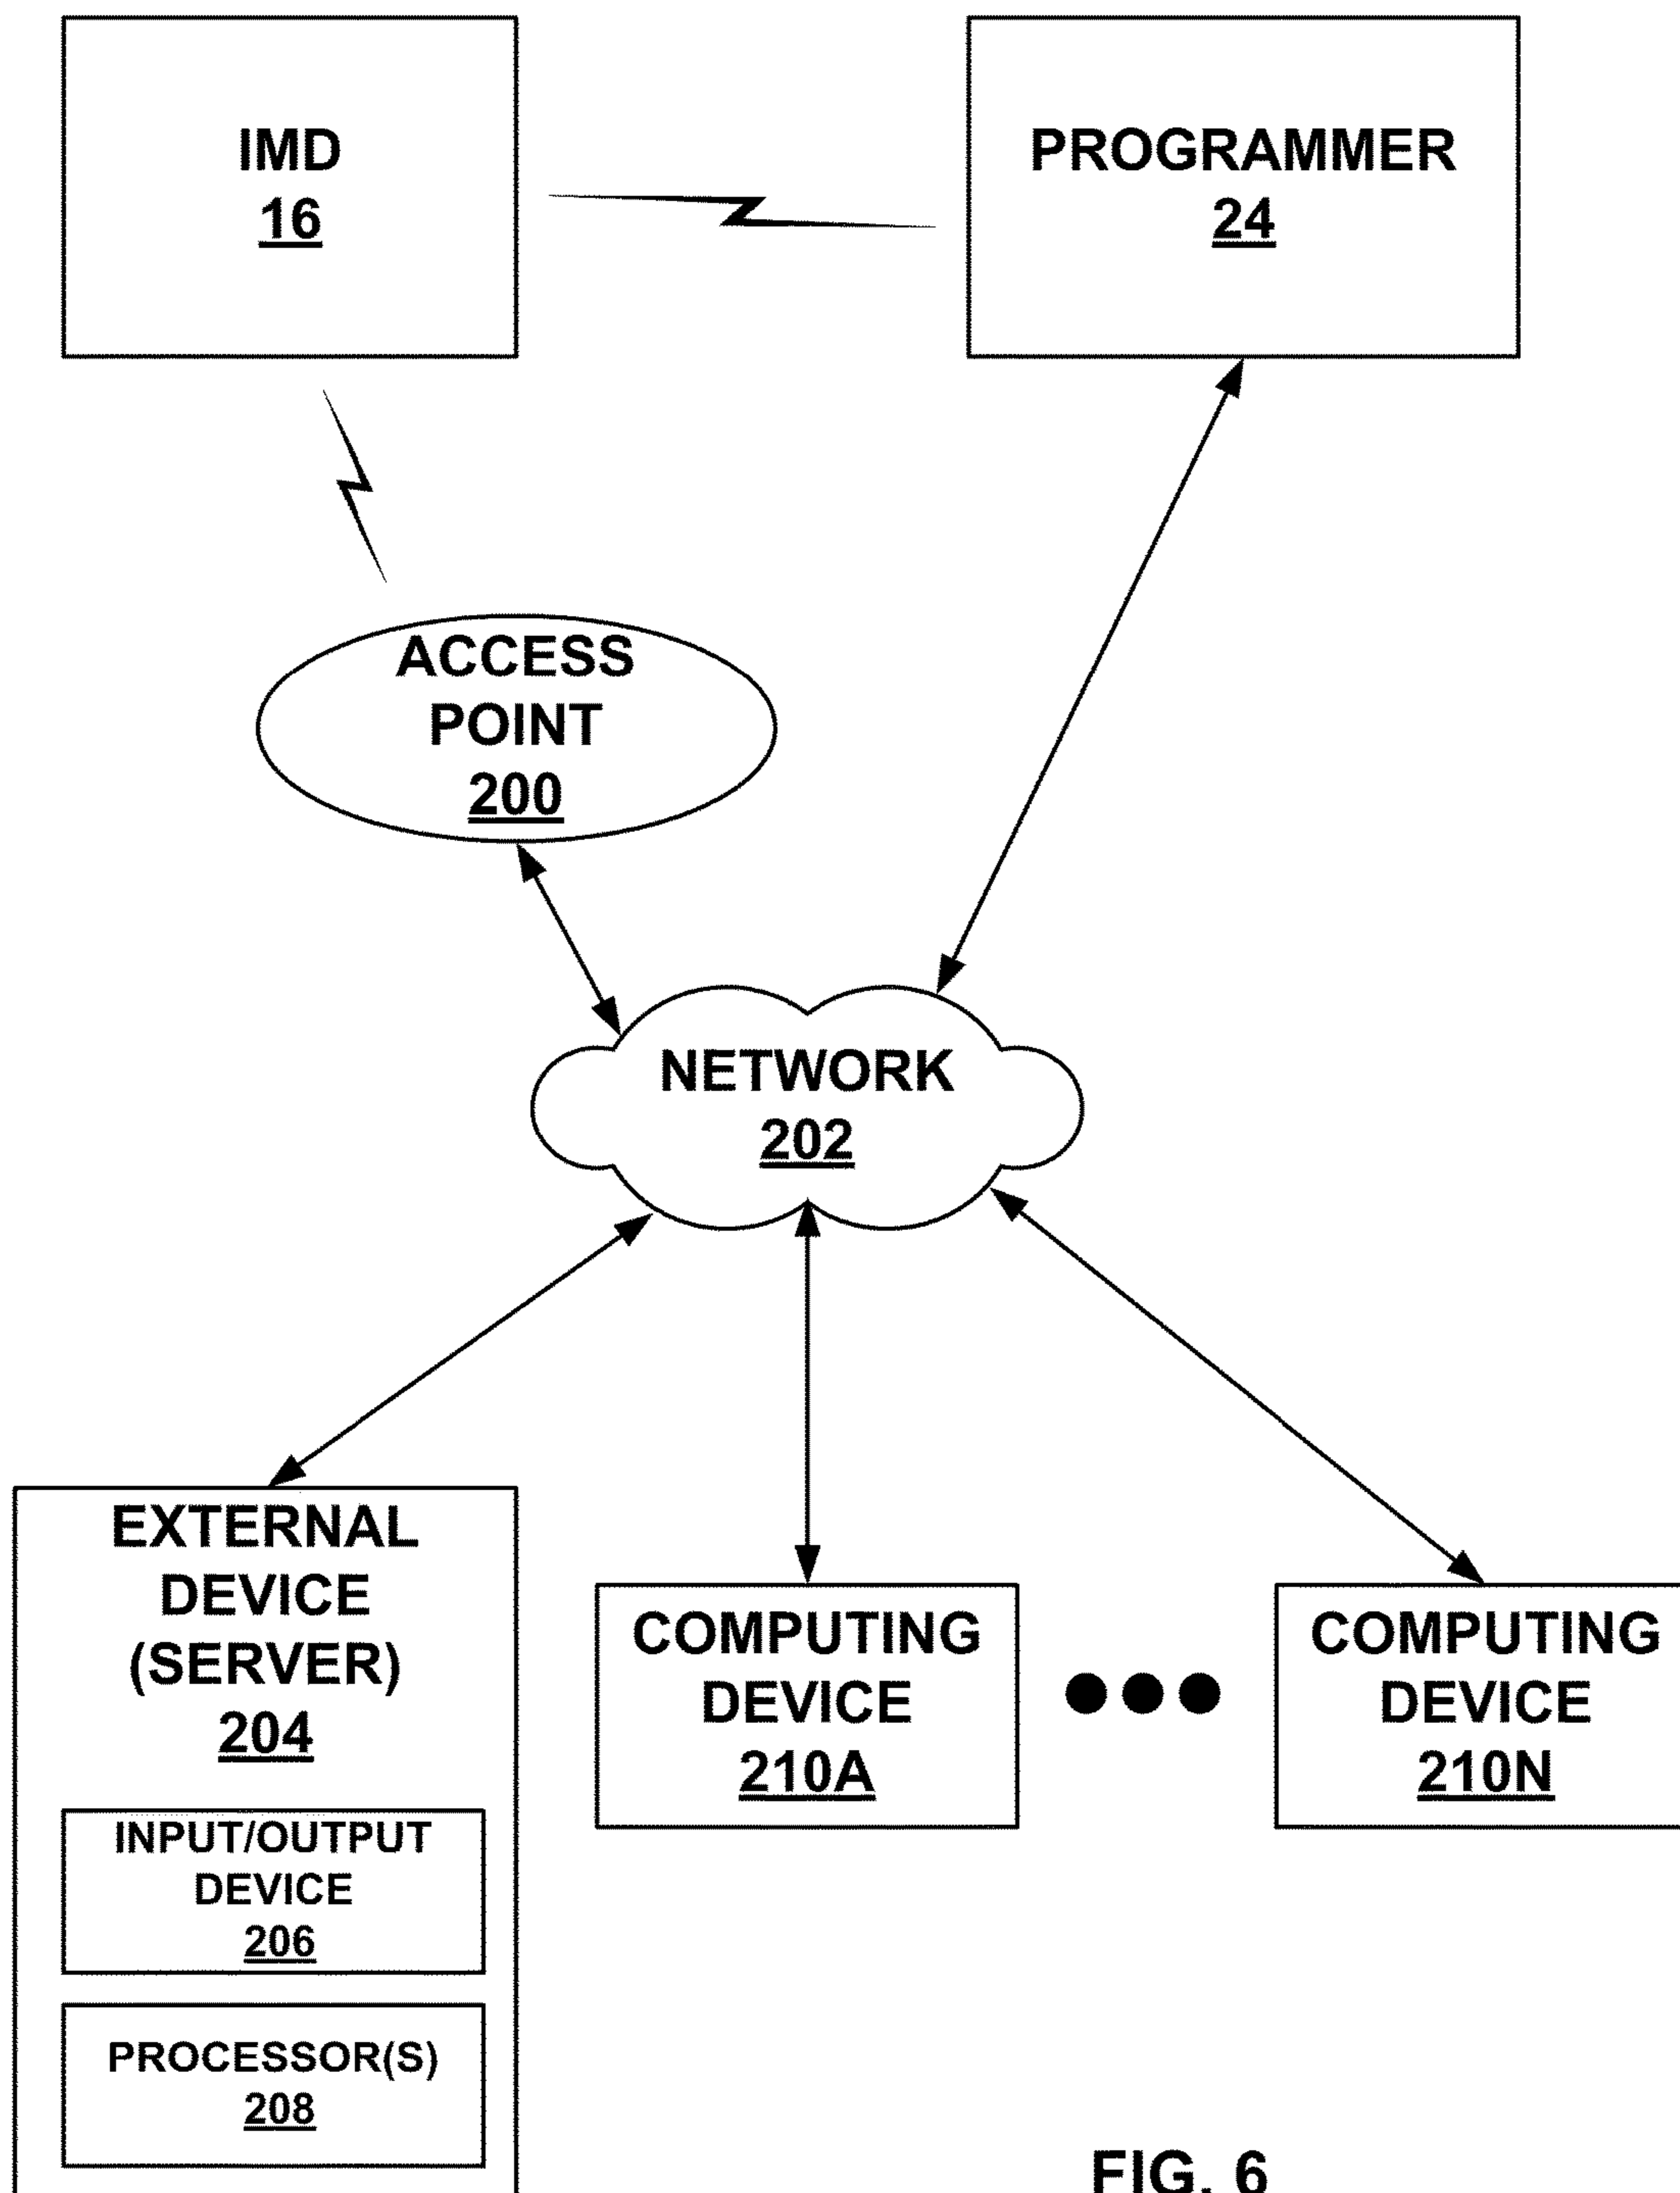 IMD
16
PROGRAMMER
24
ACCESS
POINT
200
NETWORK
202
EXTERNAL
DEVICE
(SERVER)
204
INPUT/OUTPUT
DEVICE
206
PROCESSOR(S)
208
COMPUTING
DEVICE
210A
COMPUTING
DEVICE
210N
FIG. 6